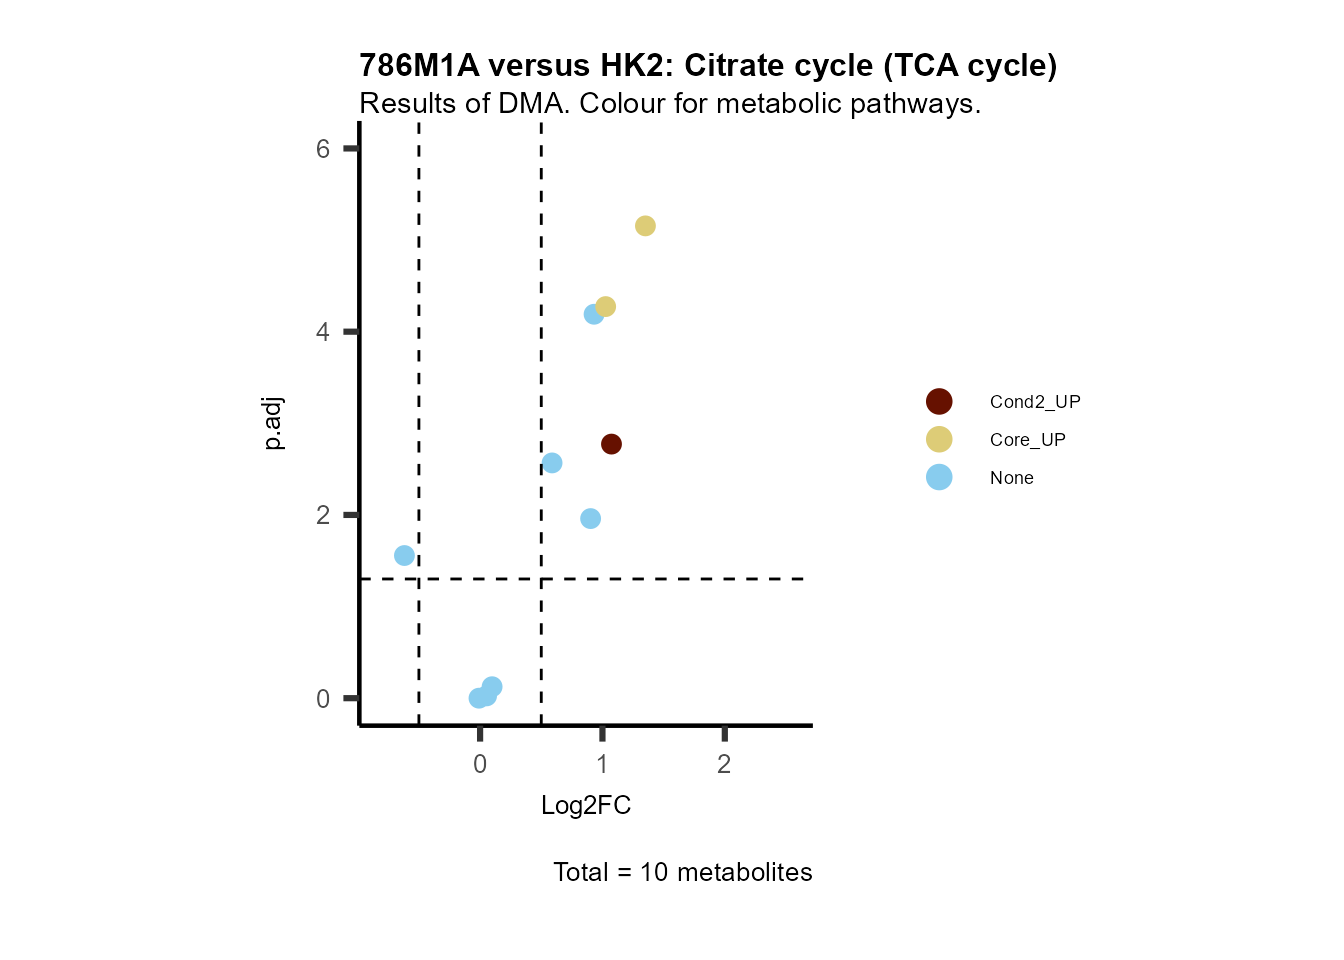 786M1A versus HK2: Citrate cycle (TCA cycle)
Results of DMA. Colour for metabolic pathways.
6
4
2
0
p.adj
0 1 2
Log2FC
Cond2_UP
Core_UP
None
Total = 10 metabolites